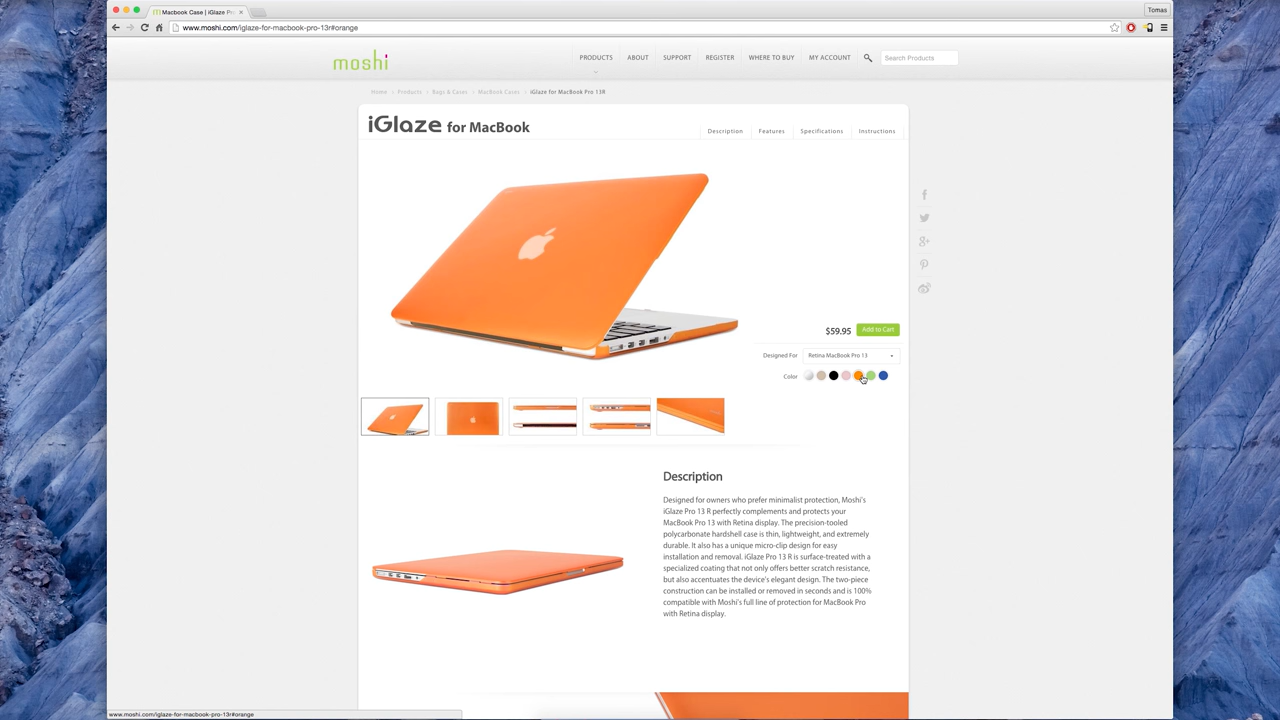 Macbook Case | iGlaze Pr
Tomas
www.moshi.com/iglaze-for-macbook-pro-13r#orange
moshi
PRODUCTS ABOUT SUPPORT REGISTER WHERE TO BUY MY ACCOUNT Search Products
Home Products Bags & Cases MacBook Cases iGlaze for MacBook Pro 13R
iGlaze for MacBook
Description Features Specifications Instructions
$59.95 Add to Cart
Designed For Retina MacBook Pro 13
Color
Description
Designed for owners who prefer minimalist protection, Moshi's
iGlaze Pro 13 R perfectly complements and protects your
MacBook Pro 13 with Retina display. The precision-tooled
polycarbonate hardshell case is thin, lightweight, and extremely
durable. It also has a unique micro-clip design for easy
installation and removal. iGlaze Pro 13 R is surface-treated with a
specialized coating that not only offers better scratch resistance,
but also accentuates the device's elegant design. The two-piece
construction can be installed or removed in seconds and is 100%
compatible with Moshi's full line of protection for MacBook Pro
with Retina display.
www.moshi.com/iglaze-for-macbook-pro-13r#orange